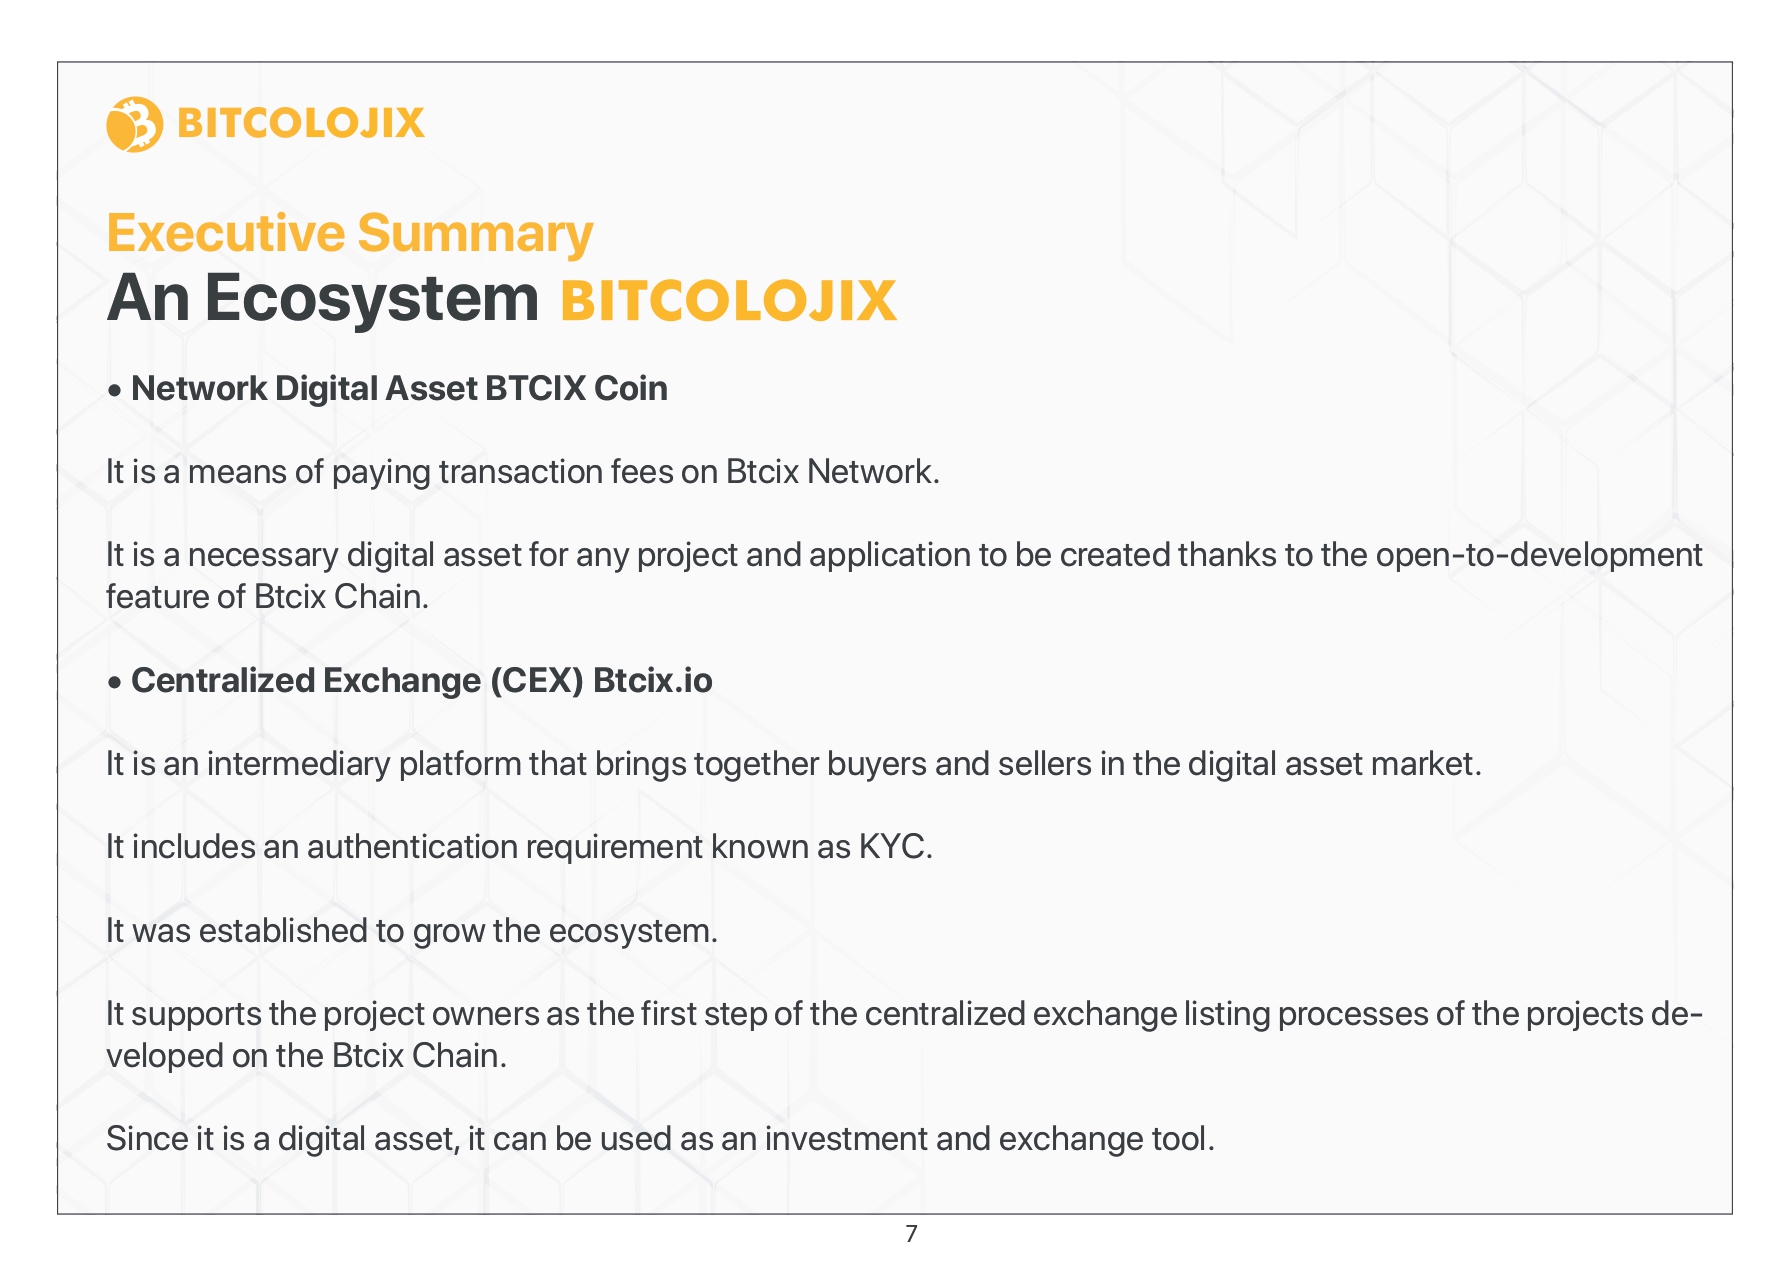 BITCOLOJIX
Executive Summary
An Ecosystem BITCOLOJIX
• Network Digital Asset BTCIX Coin
It is a means of paying transaction fees on Btcix Network.
It is a necessary digital asset for any project and application to be created thanks to the open-to-development
feature of Btcix Chain.
• Centralized Exchange (CEX) Btcix.io
It is an intermediary platform that brings together buyers and sellers in the digital asset market.
It includes an authentication requirement known as KYC.
It was established to grow the ecosystem.
It supports the project owners as the first step of the centralized exchange listing processes of the projects de-
veloped on the Btcix Chain.
Since it is a digital asset, it can be used as an investment and exchange tool.
7